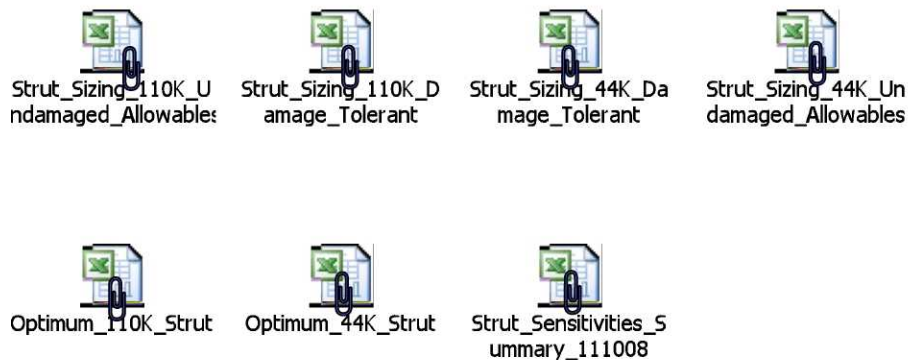 Strut_Sizing_110K_U
ndamaged_Allowables
Strut_Sizing_110K_D
amage_Tolerant
Strut_Sizing_44K_Da
mage_Tolerant
Strut_Sizing_44K_Un
damaged_Allowables
Optimum_110K_Strut
Optimum_44K_Strut
Strut_Sensitivities_S
ummary_111008